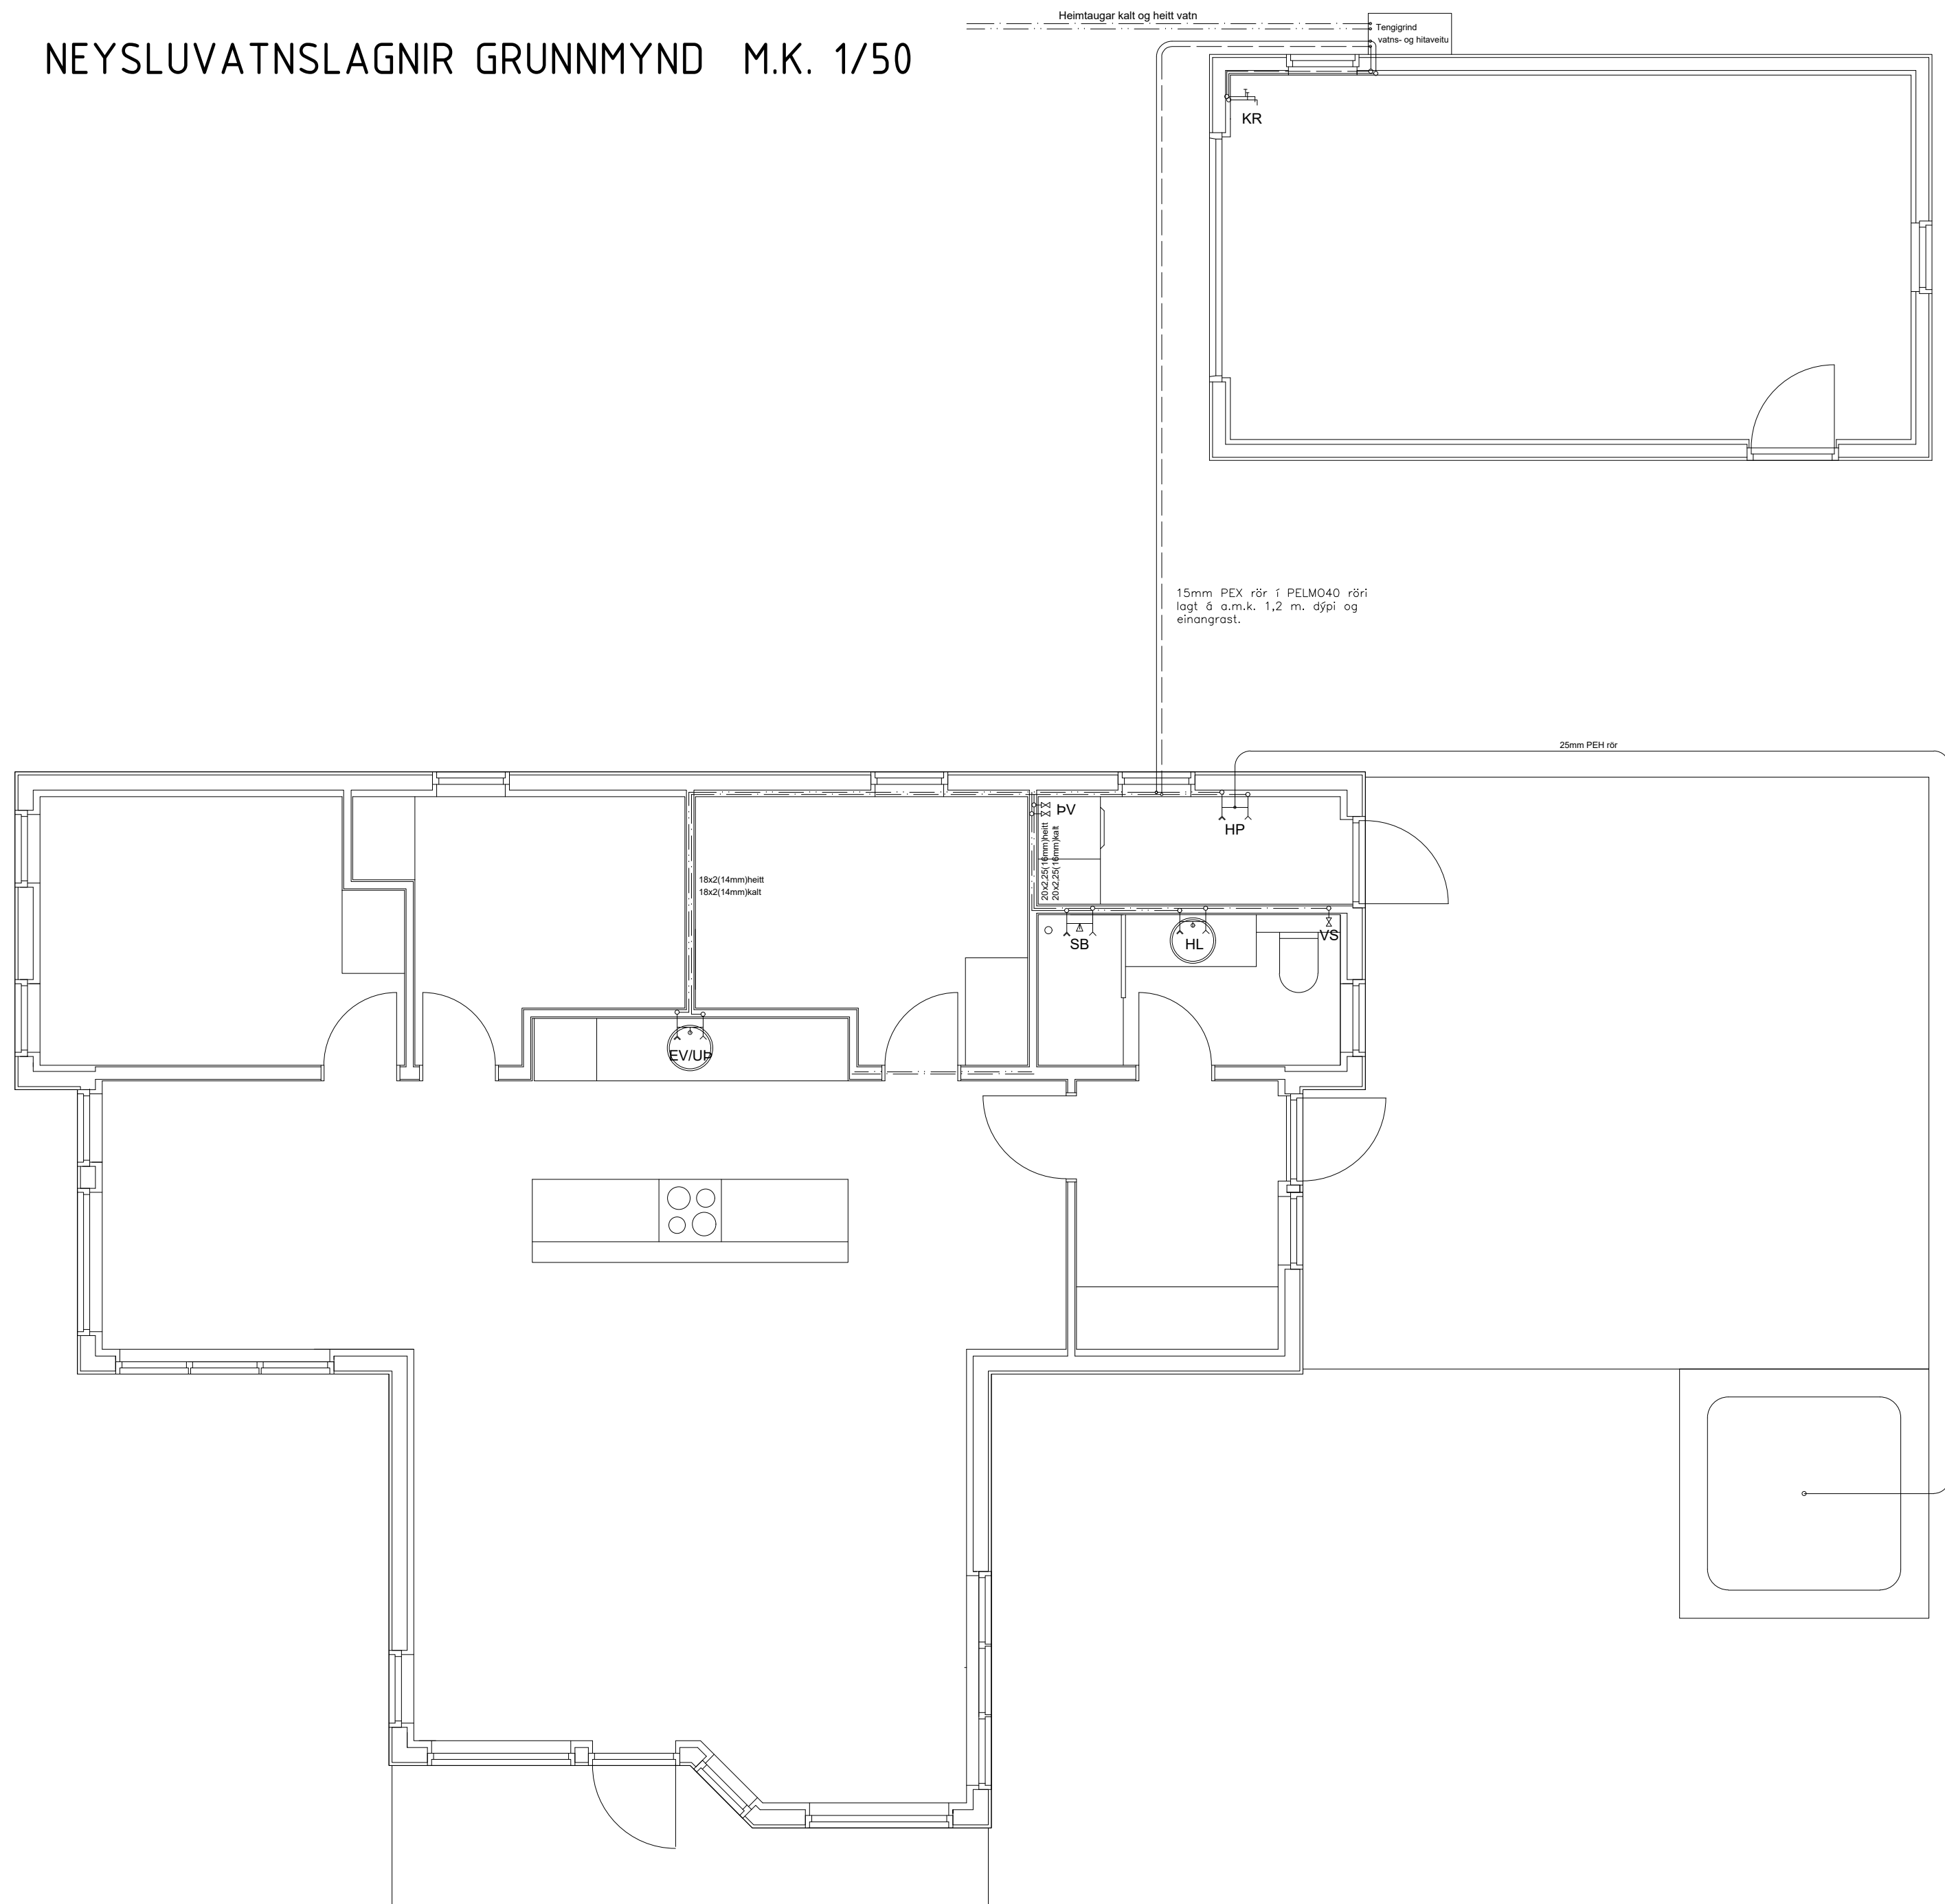 Heimtaugar kalt og heitt vatn
NEYSLUVATNSLAGNIR GRUNNMYND M.K. 1/50
Tengigrind
vatns- og hitaveitu
KR
15mm PEX rör í PELMO40 röri
lagt á a.m.k. 1,2 m. dýpi og
einangrast.
25mm PEH rör
ÞV
HP
20x2,25(16mm)heitt
20x2,25(16mm)kalt
18x2(14mm)heitt
18x2(14mm)kalt
SB
HL
VS
EV/UÞ